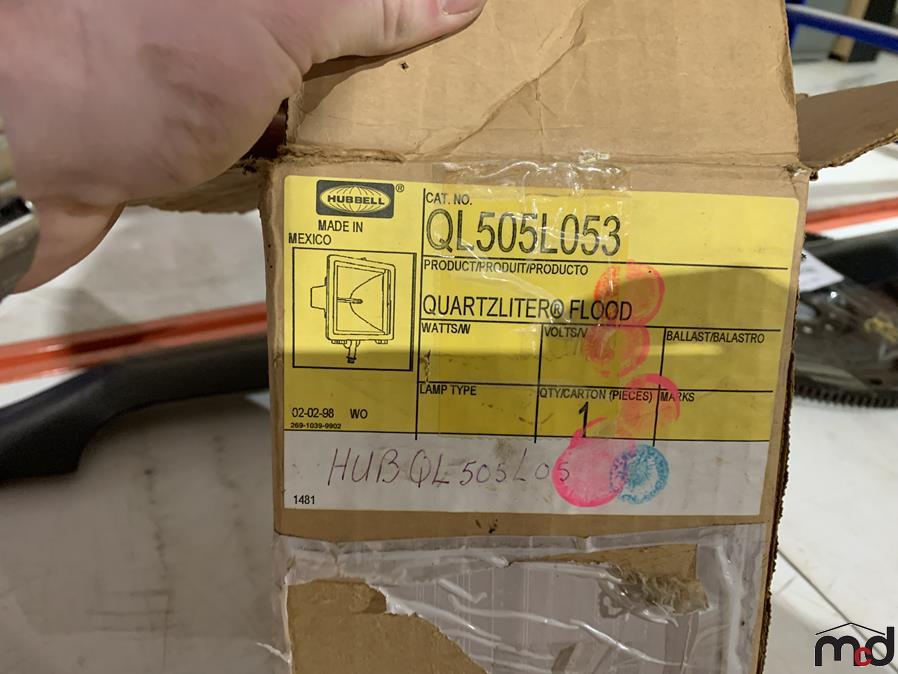 HUBBELL®
MADE IN
MEXICO
CAT. NO.
QL505L053
PRODUCT/PRODUIT/PRODUCTO
QUARTZLITER® FLOOD
WATTS/W
VOLTS/V
BALLAST/BALASTRO
LAMP TYPE
QTY/CARTON (PIECES)
1
MARKS
02-02-98 WO
269-1039-9902
HUB QL505L05
1481
mcd